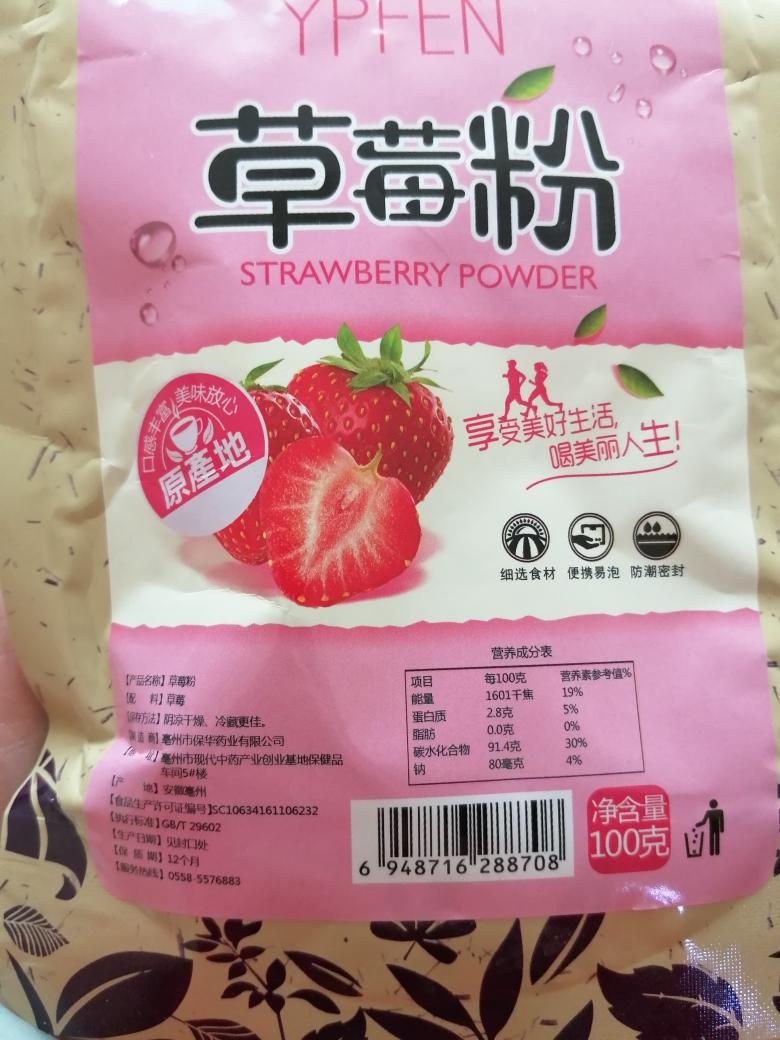 YPFEN
草莓粉
STRAWBERRY POWDER
口感丰富 美味放心
原產地
享受美好生活,
喝美丽人生!
细选食材 便携易泡 防潮密封
营养成分表
项目 每100克 营养素参考值%
能量 1601千焦 19%
蛋白质 2.8克 5%
脂肪 0.0克 0%
碳水化合物 91.4克 30%
钠 80毫克 4%
【产品名称】草莓粉
【配 料】草莓
【保存方法】阴凉干燥、冷藏更佳。
【制 造 商】亳州市保华药业有限公司
【地 址】亳州市现代中药产业创业基地保健品
车间5#楼
【产 地】安徽亳州
【食品生产许可证编号】SC10634161106232
【执行标准】GB/T 29602
【生产日期】见封口处
【保 质 期】12个月
【服务热线】0558-5576883
6 948716 288708
净含量
100克